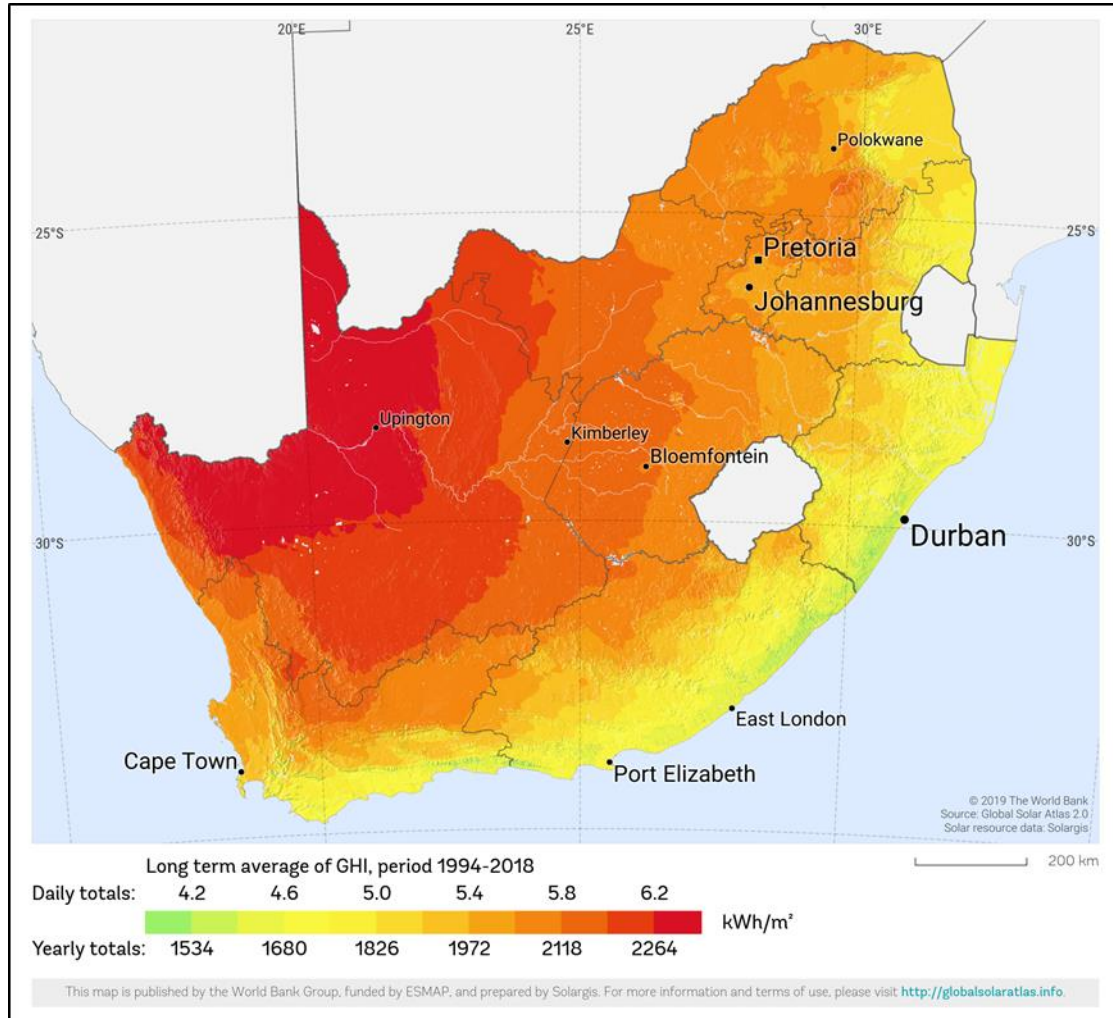 20°E 25°E 30°E
Polokwane
25°S 25°S
Pretoria
Johannesburg
Upington
Kimberley
Bloemfontein
Durban
30°S 30°S
East London
Cape Town
Port Elizabeth
© 2019 The World Bank
Source: Global Solar Atlas 2.0
Solar resource data: Solargis
200 km
Long term average of GHI, period 1994-2018
Daily totals: 4.2 4.6 5.0 5.4 5.8 6.2
kWh/m²
Yearly totals: 1534 1680 1826 1972 2118 2264
This map is published by the World Bank Group, funded by ESMAP, and prepared by Solargis. For more information and terms of use, please visit http://globalsolaratlas.info.